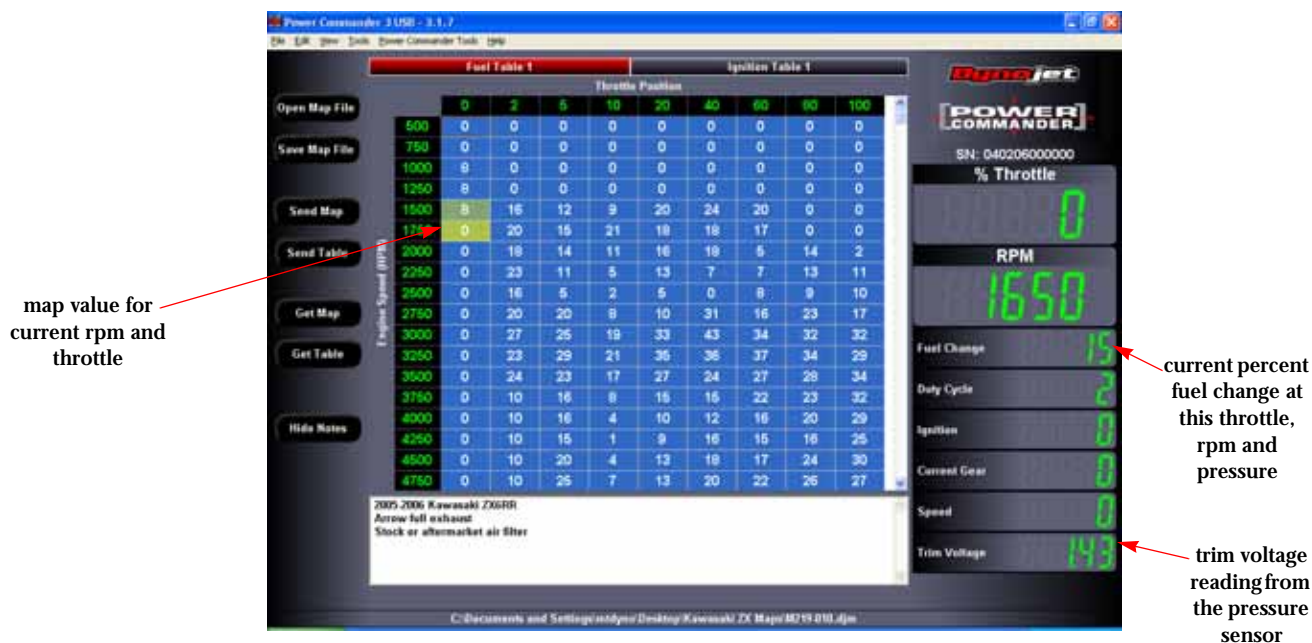 Power Commander 3 USB - 3.1.7
File Edit View Tools Power Commander Tools Help
Fuel Table 1 Ignition Table 1
Throttle Position
Dynojet
POWER
COMMANDER
SN: 040206000000
Open Map File
Save Map File
Send Map
Send Table
Get Map
Get Table
Hide Notes
Engine Speed (RPM)
0 2 5 10 20 40 60 80 100
500 0 0 0 0 0 0 0 0 0
750 0 0 0 0 0 0 0 0 0
1000 8 0 0 0 0 0 0 0 0
1250 8 0 0 0 0 0 0 0 0
1500 8 16 12 9 20 24 20 0 0
1750 0 20 15 21 18 18 17 0 0
2000 0 18 14 11 16 18 5 14 2
2250 0 23 11 5 13 7 7 13 11
2500 0 16 5 2 5 0 8 9 10
2750 0 20 20 8 10 31 16 23 17
3000 0 27 25 19 33 43 34 32 32
3250 0 23 29 21 35 36 37 34 29
3500 0 24 23 17 27 24 27 28 34
3750 0 10 16 8 15 15 22 23 32
4000 0 10 16 4 10 12 16 20 29
4250 0 10 15 1 9 16 15 16 25
4500 0 10 20 4 13 18 17 24 30
4750 0 10 25 7 13 20 22 26 27
% Throttle
0
RPM
1650
Fuel Change 15
Duty Cycle 2
Ignition 0
Current Gear 0
Speed 0
Trim Voltage 1.43
2005-2006 Kawasaki ZX6RR
Arrow full exhaust
Stock or aftermarket air filter
C:\Documents and Settings\mtdyno\Desktop\Kawasaki ZX Maps\M219-010.djm
map value for
current rpm and
throttle
current percent
fuel change at
this throttle,
rpm and
pressure
trim voltage
reading from
the pressure
sensor